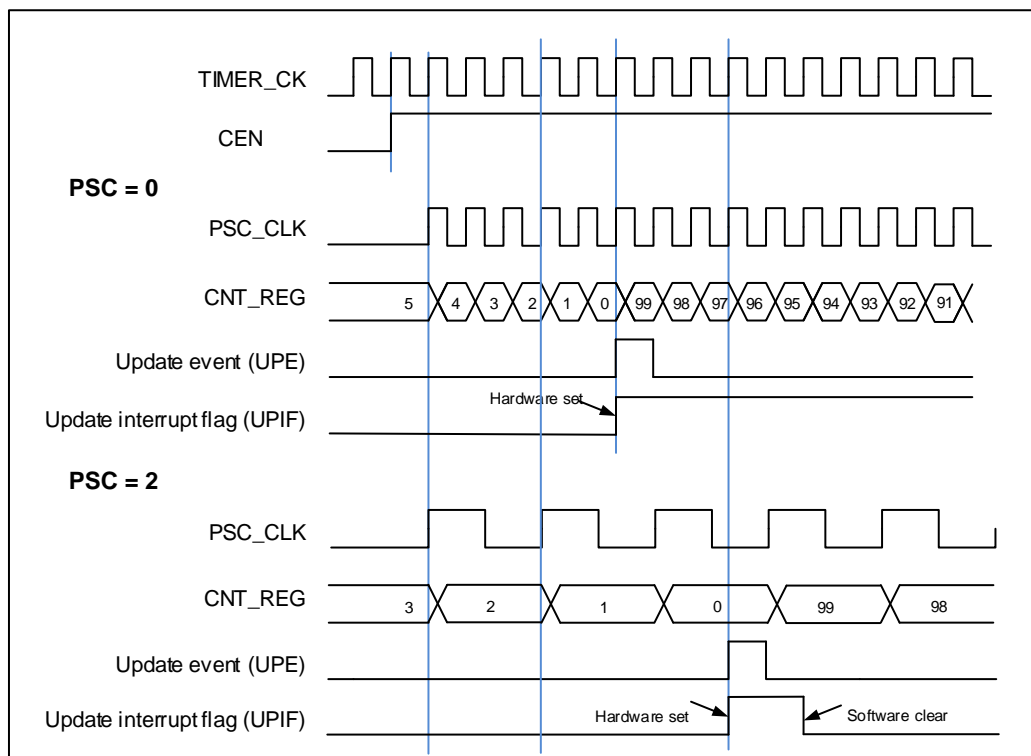 TIMER_CK
CEN
PSC = 0
PSC_CLK
CNT_REG 5 4 3 2 1 0 99 98 97 96 95 94 93 92 91
Update event (UPE)
Hardware set
Update interrupt flag (UPIF)
PSC = 2
PSC_CLK
CNT_REG 3 2 1 0 99 98
Update event (UPE)
Update interrupt flag (UPIF) Hardware set Software clear